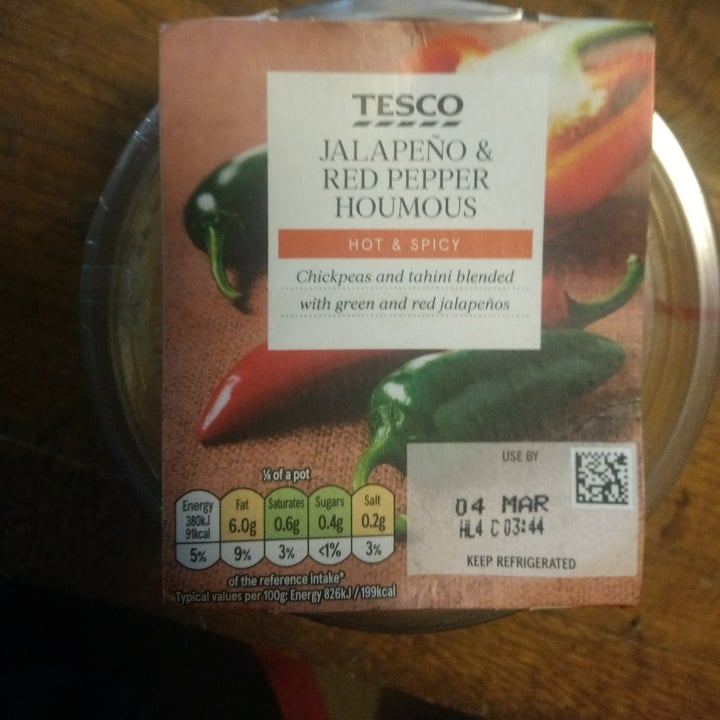 TESCO
JALAPEÑO &
RED PEPPER
HOUMOUS
HOT & SPICY
Chickpeas and tahini blended
with green and red jalapeños
¼ of a pot
Energy 380kJ 91kcal 5%
Fat 6.0g 9%
Saturates 0.6g 3%
Sugars 0.4g <1%
Salt 0.2g 3%
of the reference intake*
Typical values per 100g: Energy 826kJ / 199kcal
USE BY
04 MAR
HL4 C 03:44
KEEP REFRIGERATED